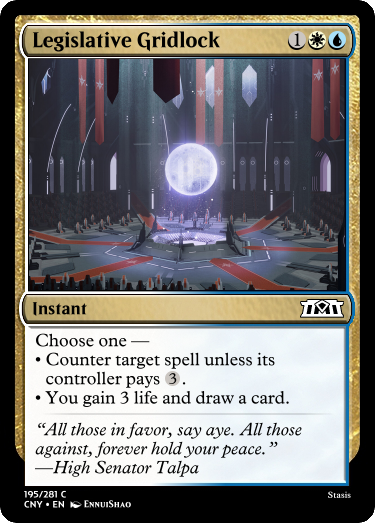 Legislative Gridlock 1
Instant
Choose one —
• Counter target spell unless its
controller pays 3.
• You gain 3 life and draw a card.
“All those in favor, say aye. All those
against, forever hold your peace.”
—High Senator Talpa
195/281 C
CNY • EN EnnuiShao
Stasis